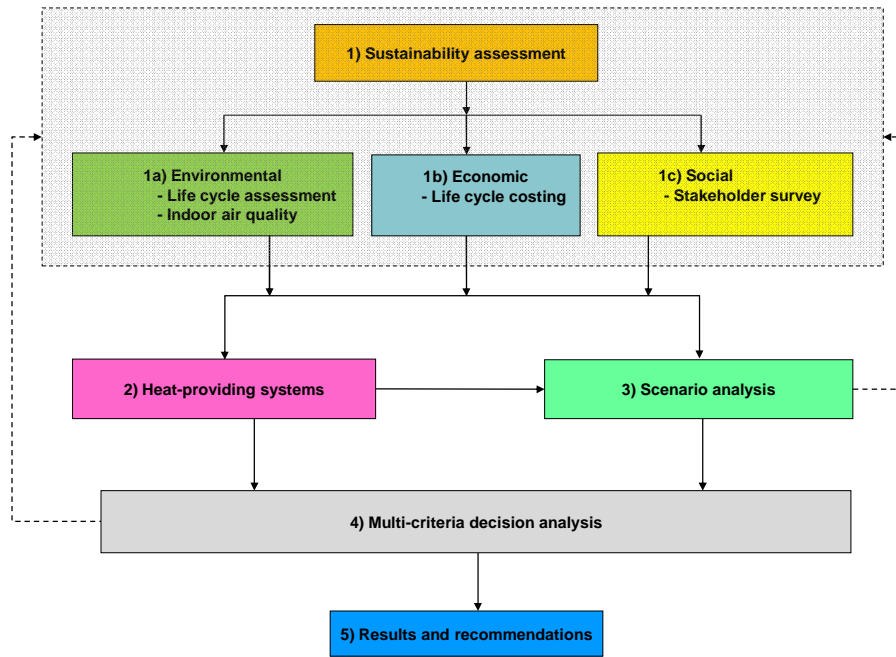 1) Sustainability assessment
1a) Environmental
- Life cycle assessment
- Indoor air quality
1b) Economic
- Life cycle costing
1c) Social
- Stakeholder survey
2) Heat-providing systems
3) Scenario analysis
4) Multi-criteria decision analysis
5) Results and recommendations